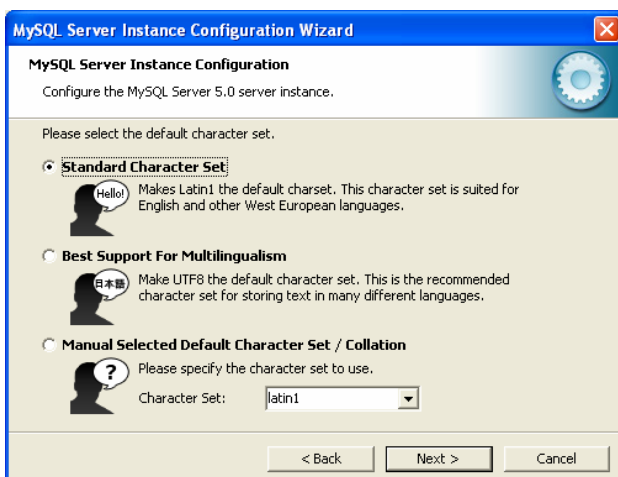 MySQL Server Instance Configuration Wizard
MySQL Server Instance Configuration
Configure the MySQL Server 5.0 server instance.
Please select the default character set.
Standard Character Set
Hello!
Makes Latin1 the default charset. This character set is suited for
English and other West European languages.
Best Support For Multilingualism
日本語
Make UTF8 the default character set. This is the recommended
character set for storing text in many different languages.
Manual Selected Default Character Set / Collation
?
Please specify the character set to use.
Character Set: latin1
< Back Next > Cancel